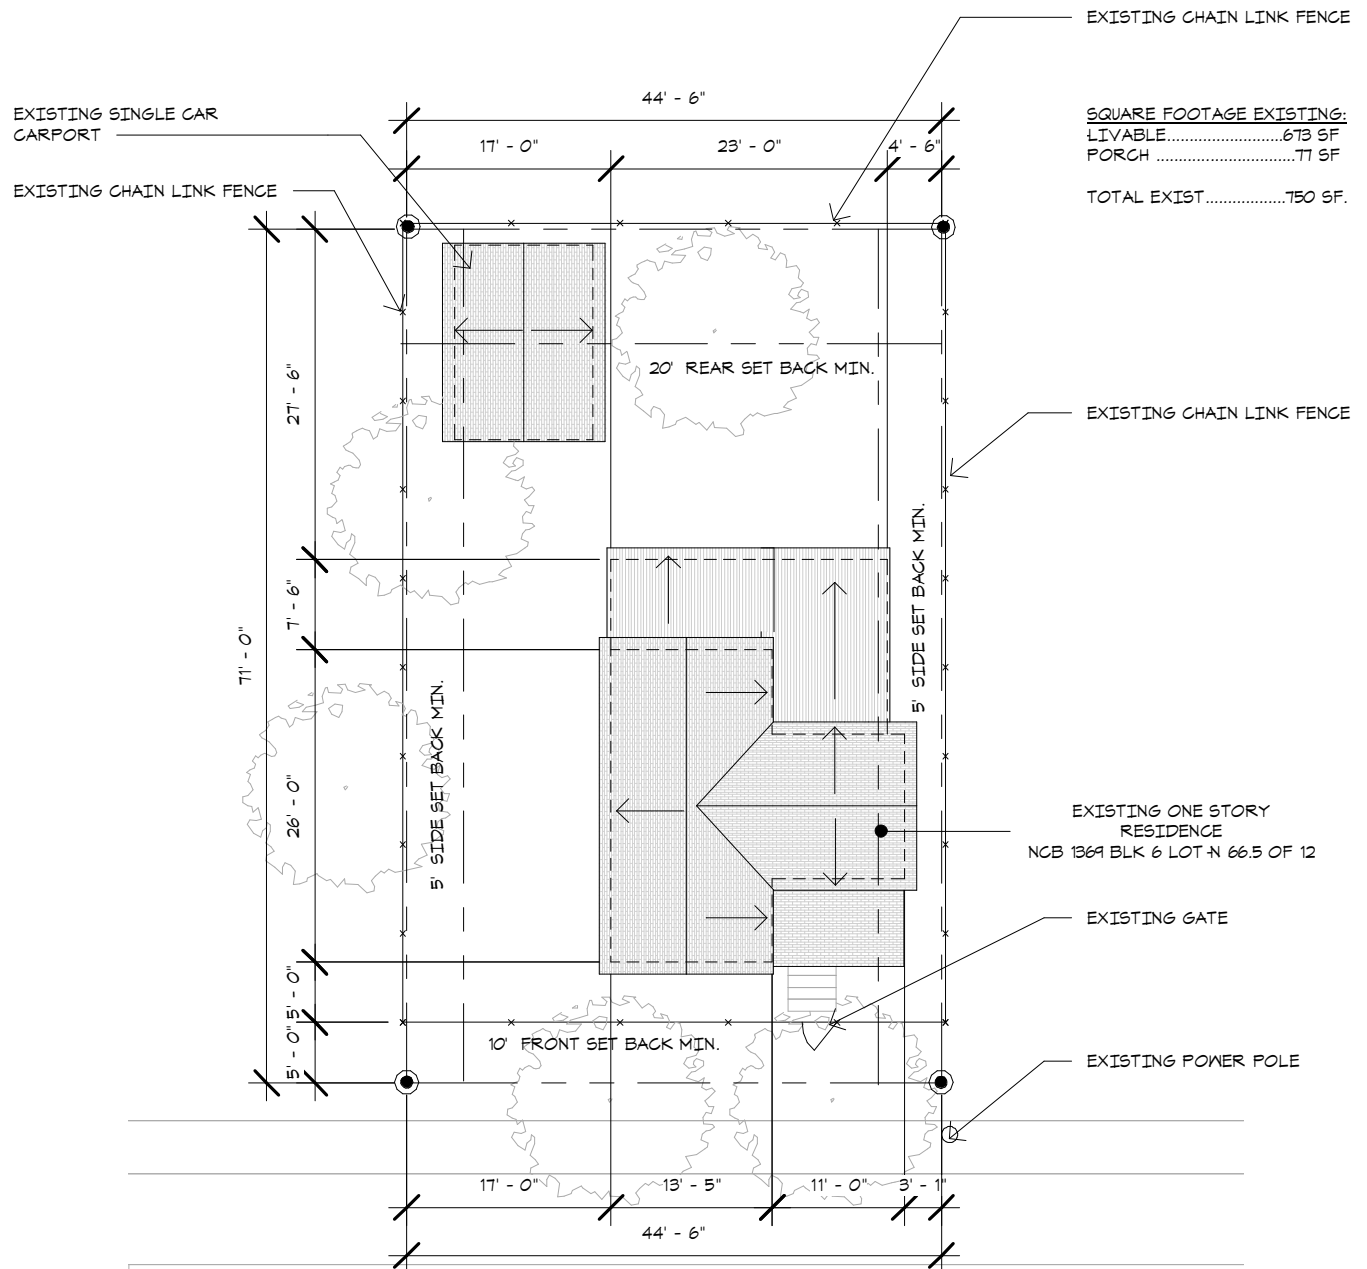 EXISTING CHAIN LINK FENCE
44' - 6"
EXISTING SINGLE CAR
CARPORT
SQUARE FOOTAGE EXISTING:
LIVABLE.......................673 SF
PORCH ............................77 SF
TOTAL EXIST................750 SF.
17' - 0"
23' - 0"
4' - 6"
EXISTING CHAIN LINK FENCE
20' REAR SET BACK MIN.
27' - 6"
EXISTING CHAIN LINK FENCE
5' SIDE SET BACK MIN.
7' - 6"
71' - 0"
5' SIDE SET BACK MIN.
26' - 0"
EXISTING ONE STORY
RESIDENCE
NCB 1369 BLK 6 LOT N 66.5 OF 12
EXISTING GATE
5' - 0"
5' - 0"
10' FRONT SET BACK MIN.
EXISTING POWER POLE
17' - 0"
13' - 5"
11' - 0"
3' - 1"
44' - 6"